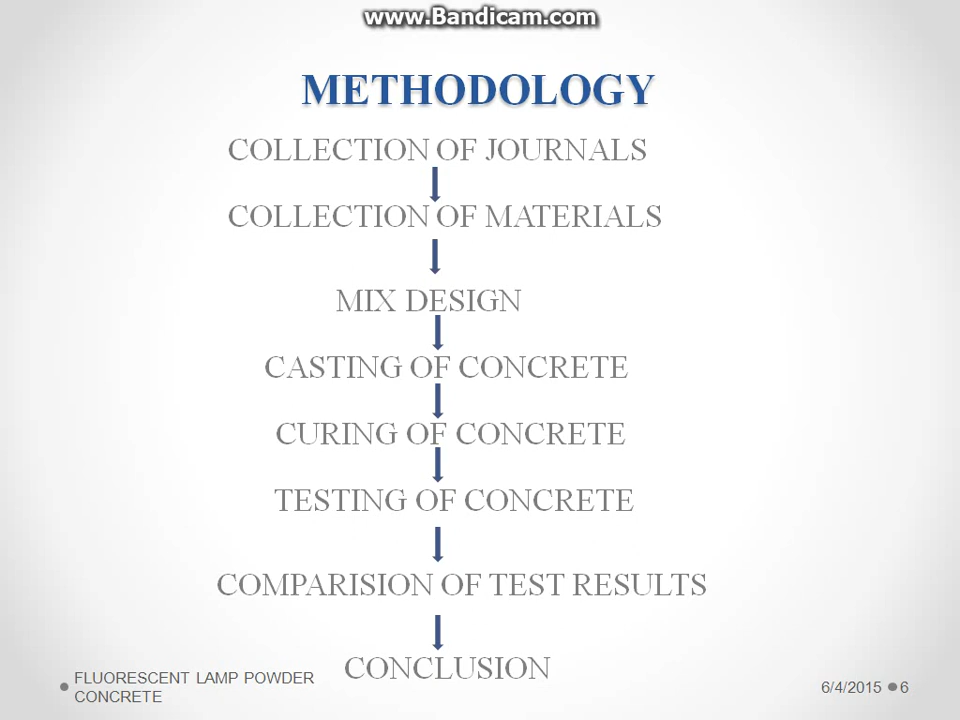 www.Bandicam.com
METHODOLOGY
COLLECTION OF JOURNALS
COLLECTION OF MATERIALS
MIX DESIGN
CASTING OF CONCRETE
CURING OF CONCRETE
TESTING OF CONCRETE
COMPARISION OF TEST RESULTS
CONCLUSION
FLUORESCENT LAMP POWDER
CONCRETE
6/4/2015 6